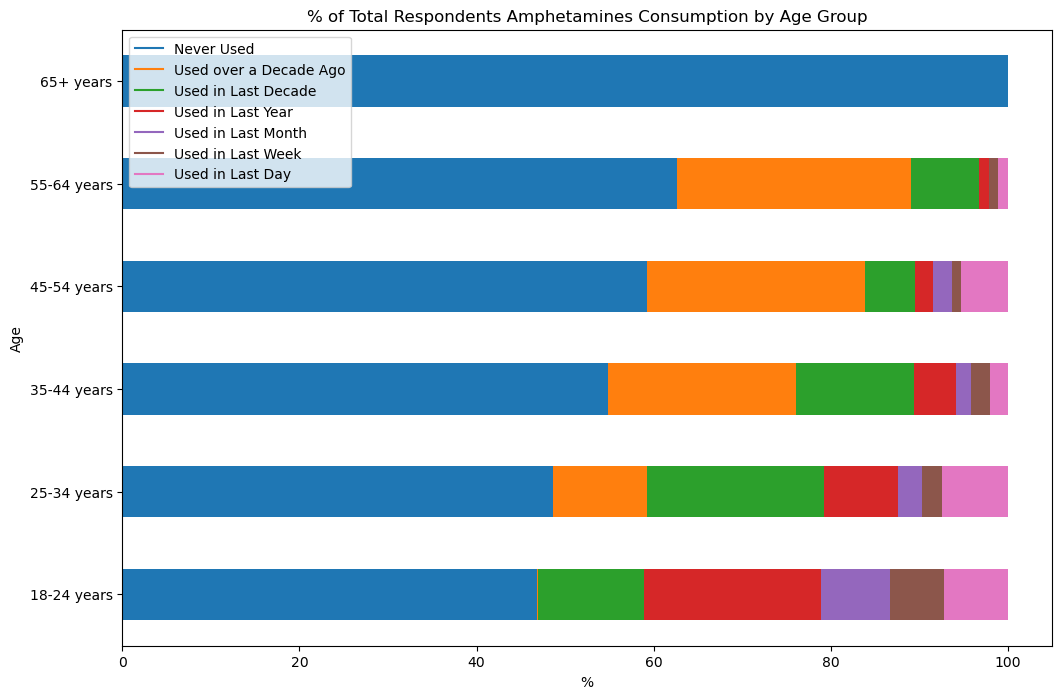 % of Total Respondents Amphetamines Consumption by Age Group
Never Used
Used over a Decade Ago
Used in Last Decade
Used in Last Year
Used in Last Month
Used in Last Week
Used in Last Day
65+ years
55-64 years
45-54 years
35-44 years
25-34 years
18-24 years
Age
0 20 40 60 80 100
%